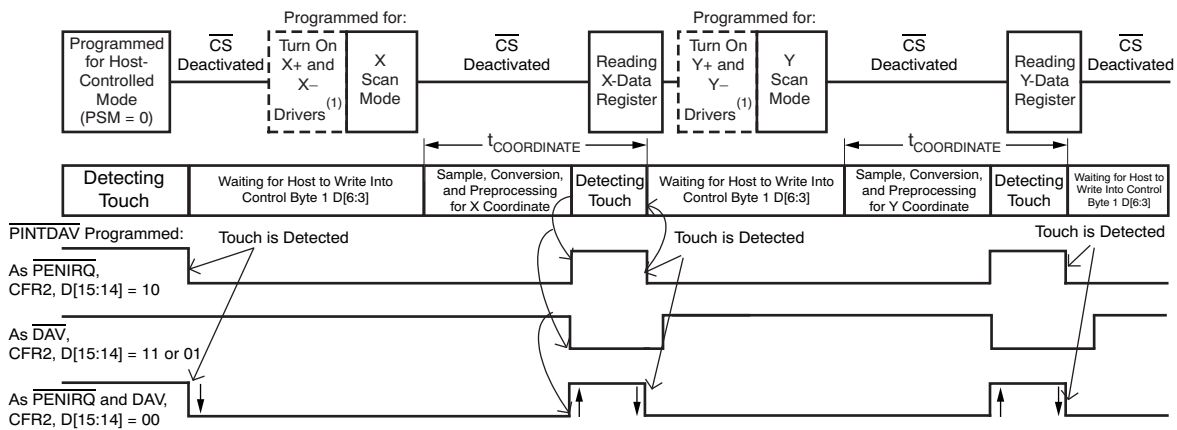 Programmed for:
Programmed for:
Programmed
for Host-
Controlled
Mode
(PSM = 0)
CS
Deactivated
Turn On
X+ and
X−
Drivers(1)
X
Scan
Mode
CS
Deactivated
Reading
X-Data
Register
Turn On
Y+ and
Y−
Drivers(1)
Y
Scan
Mode
CS
Deactivated
Reading
Y-Data
Register
CS
Deactivated
tCOORDINATE
tCOORDINATE
Detecting
Touch
Waiting for Host to Write Into
Control Byte 1 D[6:3]
Sample, Conversion,
and Preprocessing
for X Coordinate
Detecting
Touch
Waiting for Host to Write Into
Control Byte 1 D[6:3]
Sample, Conversion,
and Preprocessing
for Y Coordinate
Detecting
Touch
Waiting for Host to
Write Into Control
Byte 1 D[6:3]
PINTDAV Programmed:
Touch is Detected
Touch is Detected
Touch is Detected
As PENIRQ,
CFR2, D[15:14] = 10
As DAV,
CFR2, D[15:14] = 11 or 01
As PENIRQ and DAV,
CFR2, D[15:14] = 00